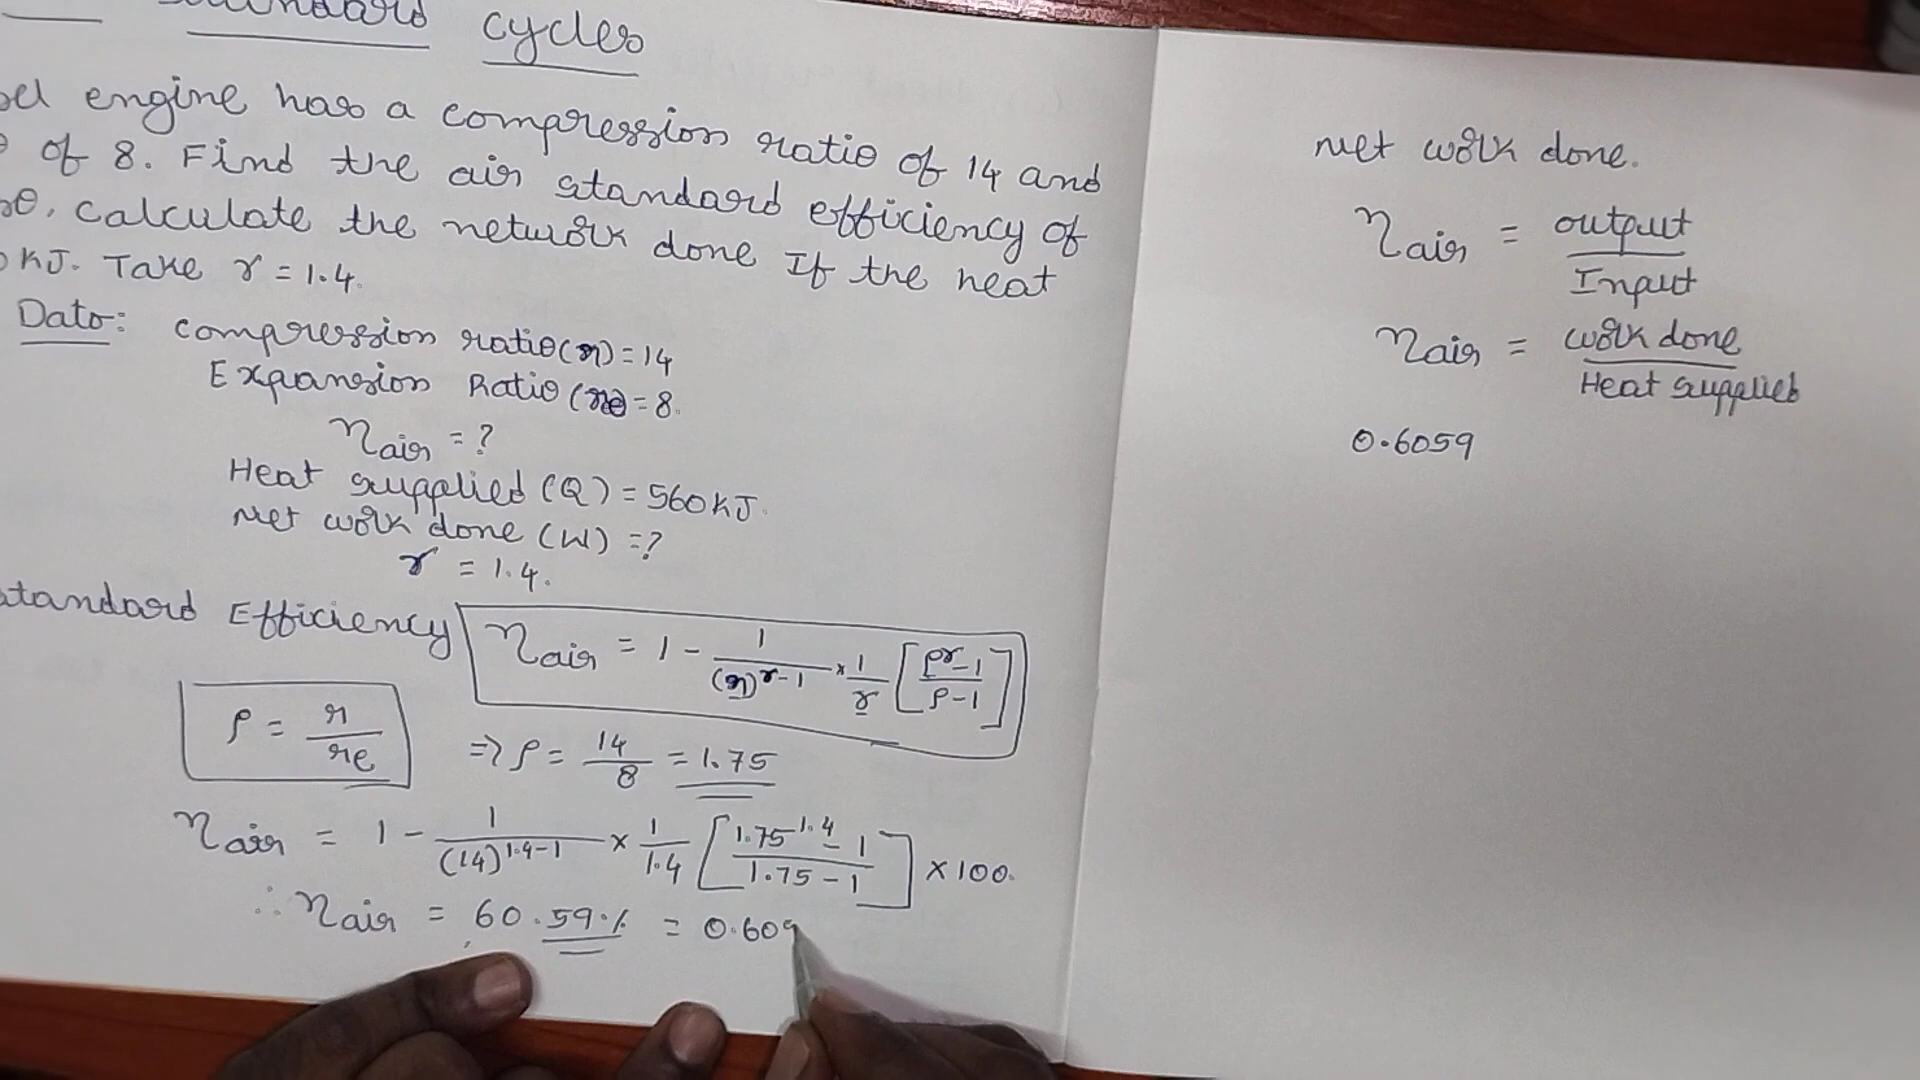 Standard cycles
engine has a compression ratio of 14 and
of 8. Find the air standard efficiency of
calculate the network done If the heat
KJ. Take γ = 1.4.
Data: compression ratio (r) = 14
Expansion Ratio (re) = 8.
ηair = ?
Heat supplied (Q) = 560 KJ.
Net work done (W) = ?
γ = 1.4.
standard Efficiency ηair = 1 - 1/(r)^γ-1 × 1/γ [ρ^γ-1/ρ-1]
ρ = r/re ⇒ ρ = 14/8 = 1.75
ηair = 1 - 1/(14)^1.4-1 × 1/1.4 [1.75^1.4 - 1/1.75 - 1] × 100.
∴ ηair = 60.59% = 0.609
Net work done.
ηair = output/Input
ηair = work done/Heat supplied
0.6059